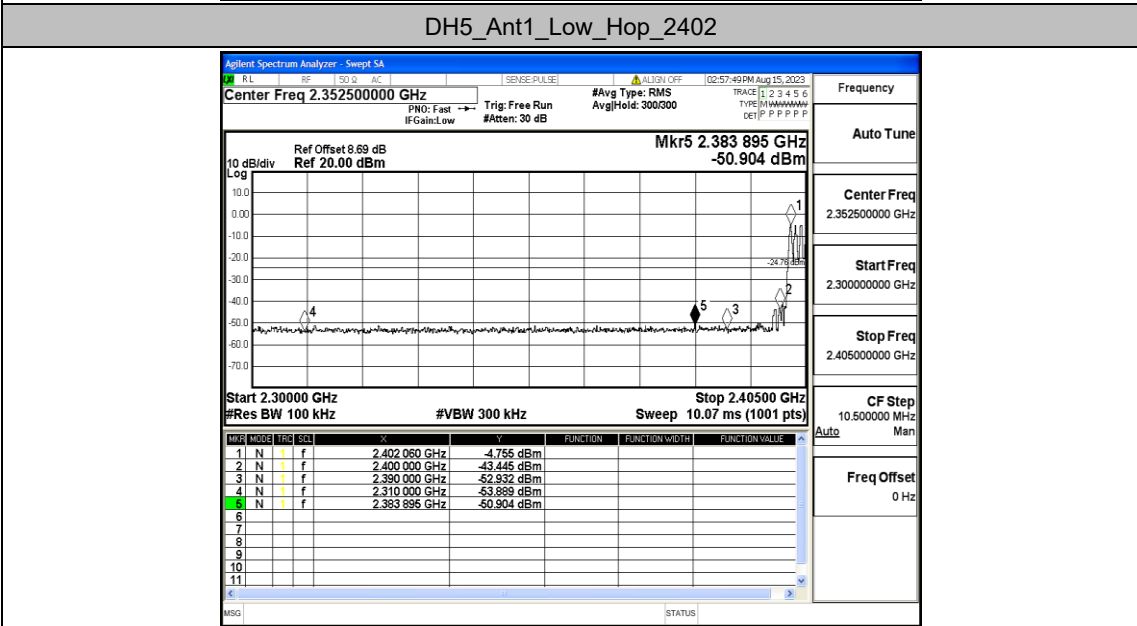 DH5_Ant1_Low_Hop_2402
Agilent Spectrum Analyzer - Swept SA
LXI RL RF 50 Ω AC SENSE:PULSE ALIGN OFF 02:57:49 PM Aug 15, 2023
Center Freq 2.352500000 GHz
PNO: Fast
IFGain:Low
Trig: Free Run
#Atten: 30 dB
#Avg Type: RMS
Avg|Hold: 300/300
TRACE 1 2 3 4 5 6
TYPE M WWWWW
DET P P P P P P
Ref Offset 8.69 dB
Ref 20.00 dBm
10 dB/div
Log
Mkr5 2.383 895 GHz
-50.904 dBm
10.0
0.00
-10.0
-20.0
-30.0
-40.0
-50.0
-60.0
-70.0
1
-24.76 dBm
2
5
3
4
Start 2.30000 GHz
Stop 2.40500 GHz
#Res BW 100 kHz
#VBW 300 kHz
Sweep 10.07 ms (1001 pts)
MKR MODE TRC SCL X Y FUNCTION FUNCTION WIDTH FUNCTION VALUE
1 N 1 f 2.402 060 GHz -4.755 dBm
2 N 1 f 2.400 000 GHz -43.445 dBm
3 N 1 f 2.390 000 GHz -52.932 dBm
4 N 1 f 2.310 000 GHz -53.889 dBm
5 N 1 f 2.383 895 GHz -50.904 dBm
6
7
8
9
10
11
MSG
STATUS
Frequency
Auto Tune
Center Freq
2.352500000 GHz
Start Freq
2.300000000 GHz
Stop Freq
2.405000000 GHz
CF Step
10.500000 MHz
Auto Man
Freq Offset
0 Hz